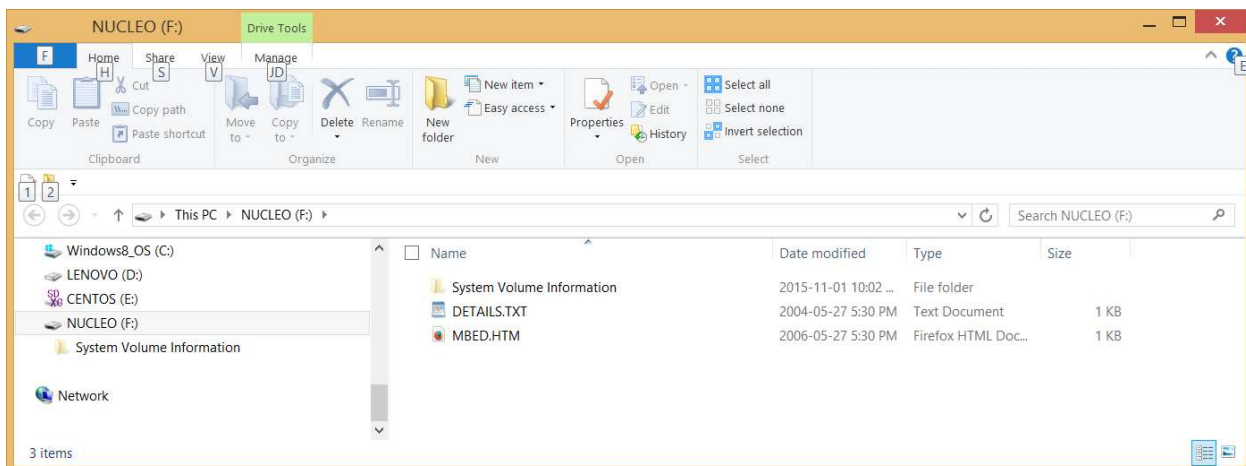 NUCLEO (F:) Drive Tools
F Home Share View Manage
H S V JD E
Copy Paste Cut Copy path Paste shortcut Move to Copy to Delete Rename New folder New item Easy access Properties Open Edit History Select all Select none Invert selection
Clipboard Organize New Open Select
1 2
This PC NUCLEO (F:) Search NUCLEO (F:)
Windows8_OS (C:)
LENOVO (D:)
CENTOS (E:)
NUCLEO (F:)
System Volume Information
Network
Name Date modified Type Size
System Volume Information 2015-11-01 10:02 ... File folder
DETAILS.TXT 2004-05-27 5:30 PM Text Document 1 KB
MBED.HTM 2006-05-27 5:30 PM Firefox HTML Doc... 1 KB
3 items